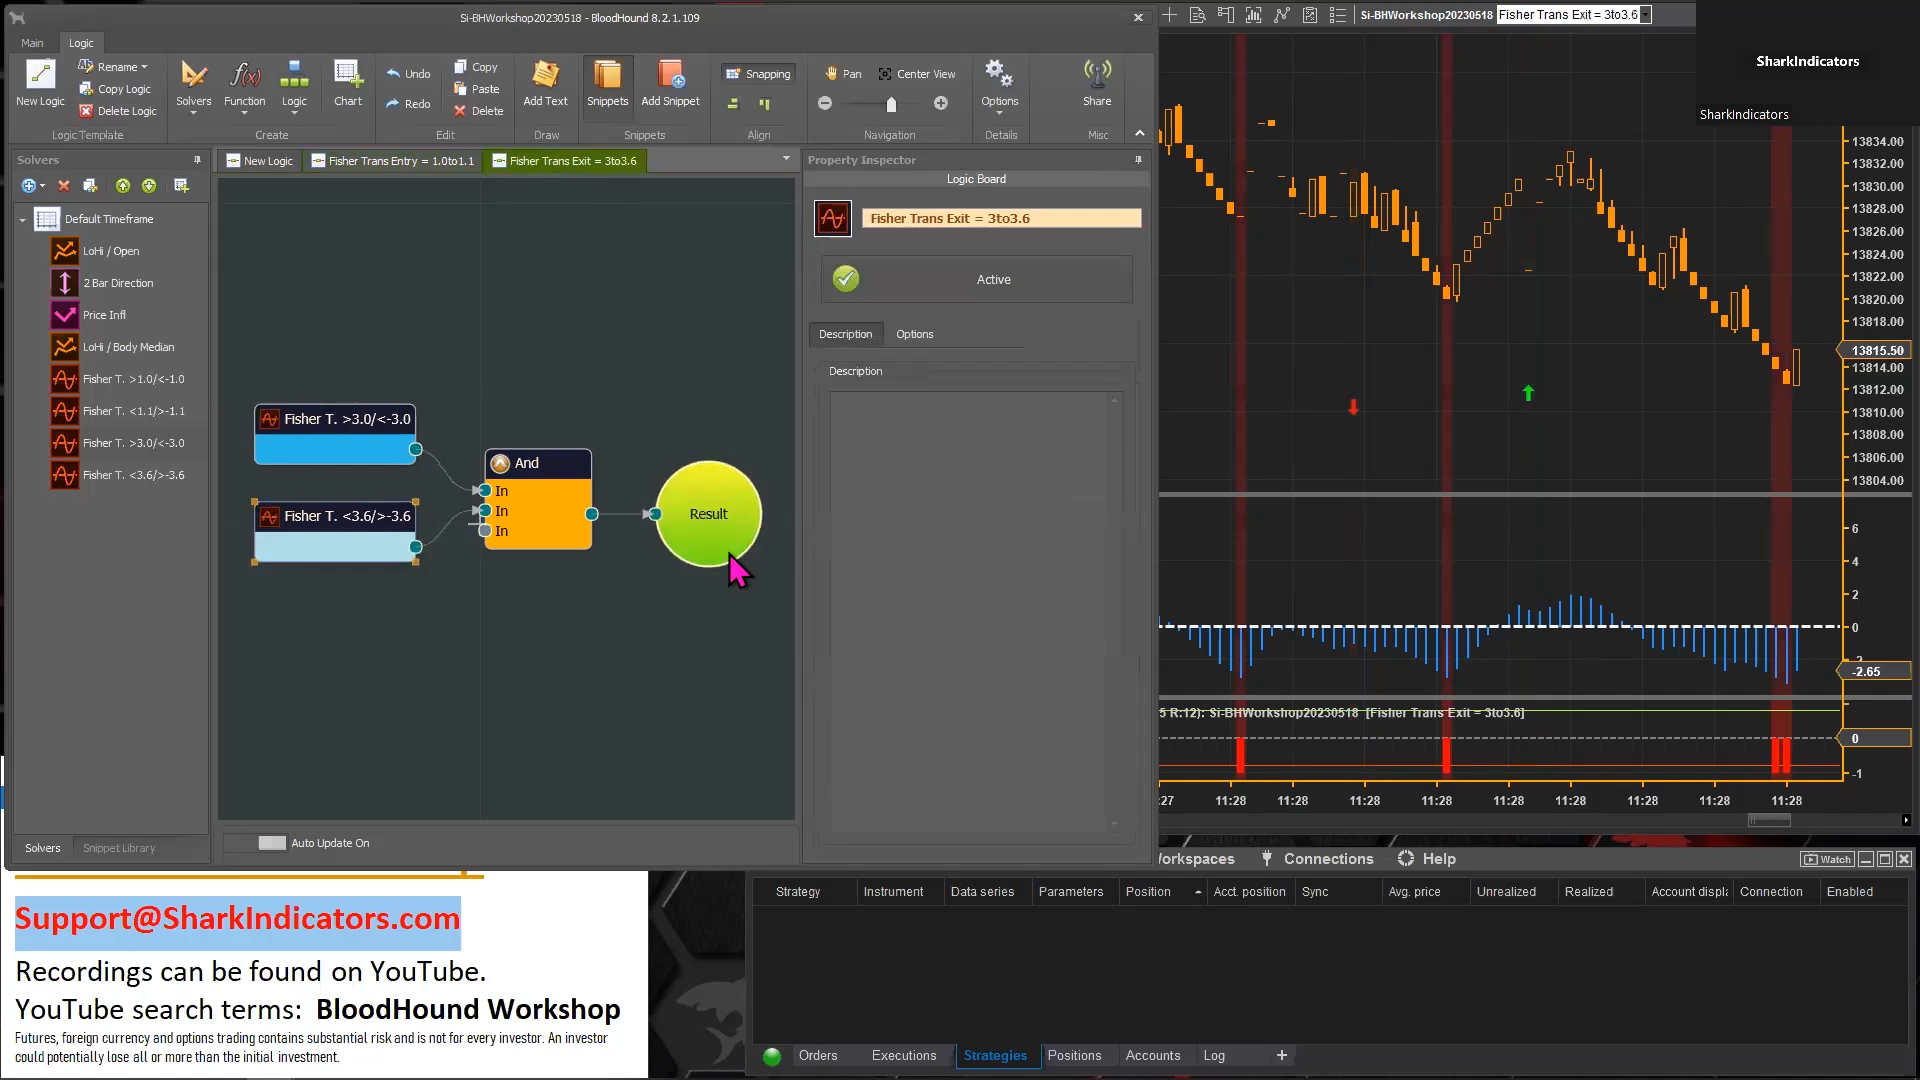 Si-BHWorkshop20230518 - BloodHound 8.2.1.109
Main
Logic
New Logic
Rename
Copy Logic
Delete Logic
Logic Template
Solvers
Function
Logic
Chart
Create
Undo
Redo
Copy
Paste
Delete
Edit
Add Text
Draw
Snippets
Add Snippet
Snippets
Snapping
Align
Pan
Center View
Navigation
Options
Details
Share
Misc
Solvers
Default Timeframe
LoHi / Open
2 Bar Direction
Price Infl
LoHi / Body Median
Fisher T. >1.0/<-1.0
Fisher T. <1.1/>-1.1
Fisher T. >3.0/<-3.0
Fisher T. <3.6/>-3.6
Solvers
Snippet Library
New Logic
Fisher Trans Entry = 1.0to1.1
Fisher Trans Exit = 3to3.6
Fisher T. >3.0/<-3.0
Fisher T. <3.6/>-3.6
And
In
In
In
Result
Auto Update On
Property Inspector
Logic Board
Fisher Trans Exit = 3to3.6
Active
Description
Options
Description
Si-BHWorkshop20230518
Fisher Trans Exit = 3to3.6
SharkIndicators
SharkIndicators
13834.00
13832.00
13830.00
13828.00
13826.00
13824.00
13822.00
13820.00
13818.00
13815.50
13814.00
13812.00
13810.00
13808.00
13806.00
13804.00
6
4
2
0
-2.65
5 R:12): Si-BHWorkshop20230518 [Fisher Trans Exit = 3to3.6]
0
-1
:27
11:28
11:28
11:28
11:28
11:28
11:28
11:28
11:28
11:28
Workspaces
Connections
Help
Watch
Strategy
Instrument
Data series
Parameters
Position
Acct. position
Sync
Avg. price
Unrealized
Realized
Account displ
Connection
Enabled
Orders
Executions
Strategies
Positions
Accounts
Log
+
Support@SharkIndicators.com
Recordings can be found on YouTube.
YouTube search terms: BloodHound Workshop
Futures, foreign currency and options trading contains substantial risk and is not for every investor. An investor
could potentially lose all or more than the initial investment.